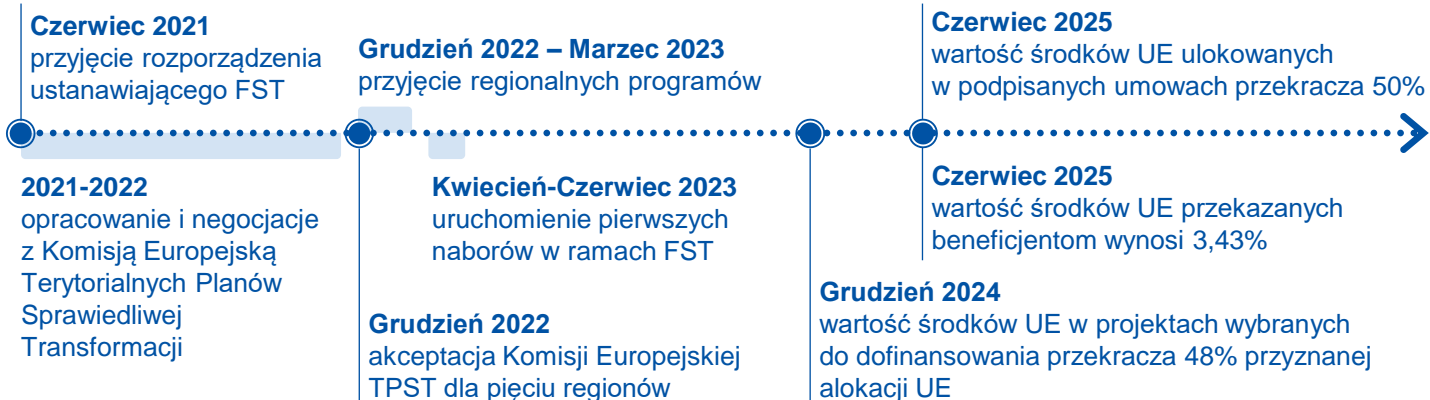 Czerwiec 2021
przyjęcie rozporządzenia
ustanawiającego FST
Grudzień 2022 – Marzec 2023
przyjęcie regionalnych programów
Czerwiec 2025
wartość środków UE ulokowanych
w podpisanych umowach przekracza 50%
2021-2022
opracowanie i negocjacje
z Komisją Europejską
Terytorialnych Planów
Sprawiedliwej
Transformacji
Kwiecień-Czerwiec 2023
uruchomienie pierwszych
naborów w ramach FST
Czerwiec 2025
wartość środków UE przekazanych
beneficjentom wynosi 3,43%
Grudzień 2022
akceptacja Komisji Europejskiej
TPST dla pięciu regionów
Grudzień 2024
wartość środków UE w projektach wybranych
do dofinansowania przekracza 48% przyznanej
alokacji UE